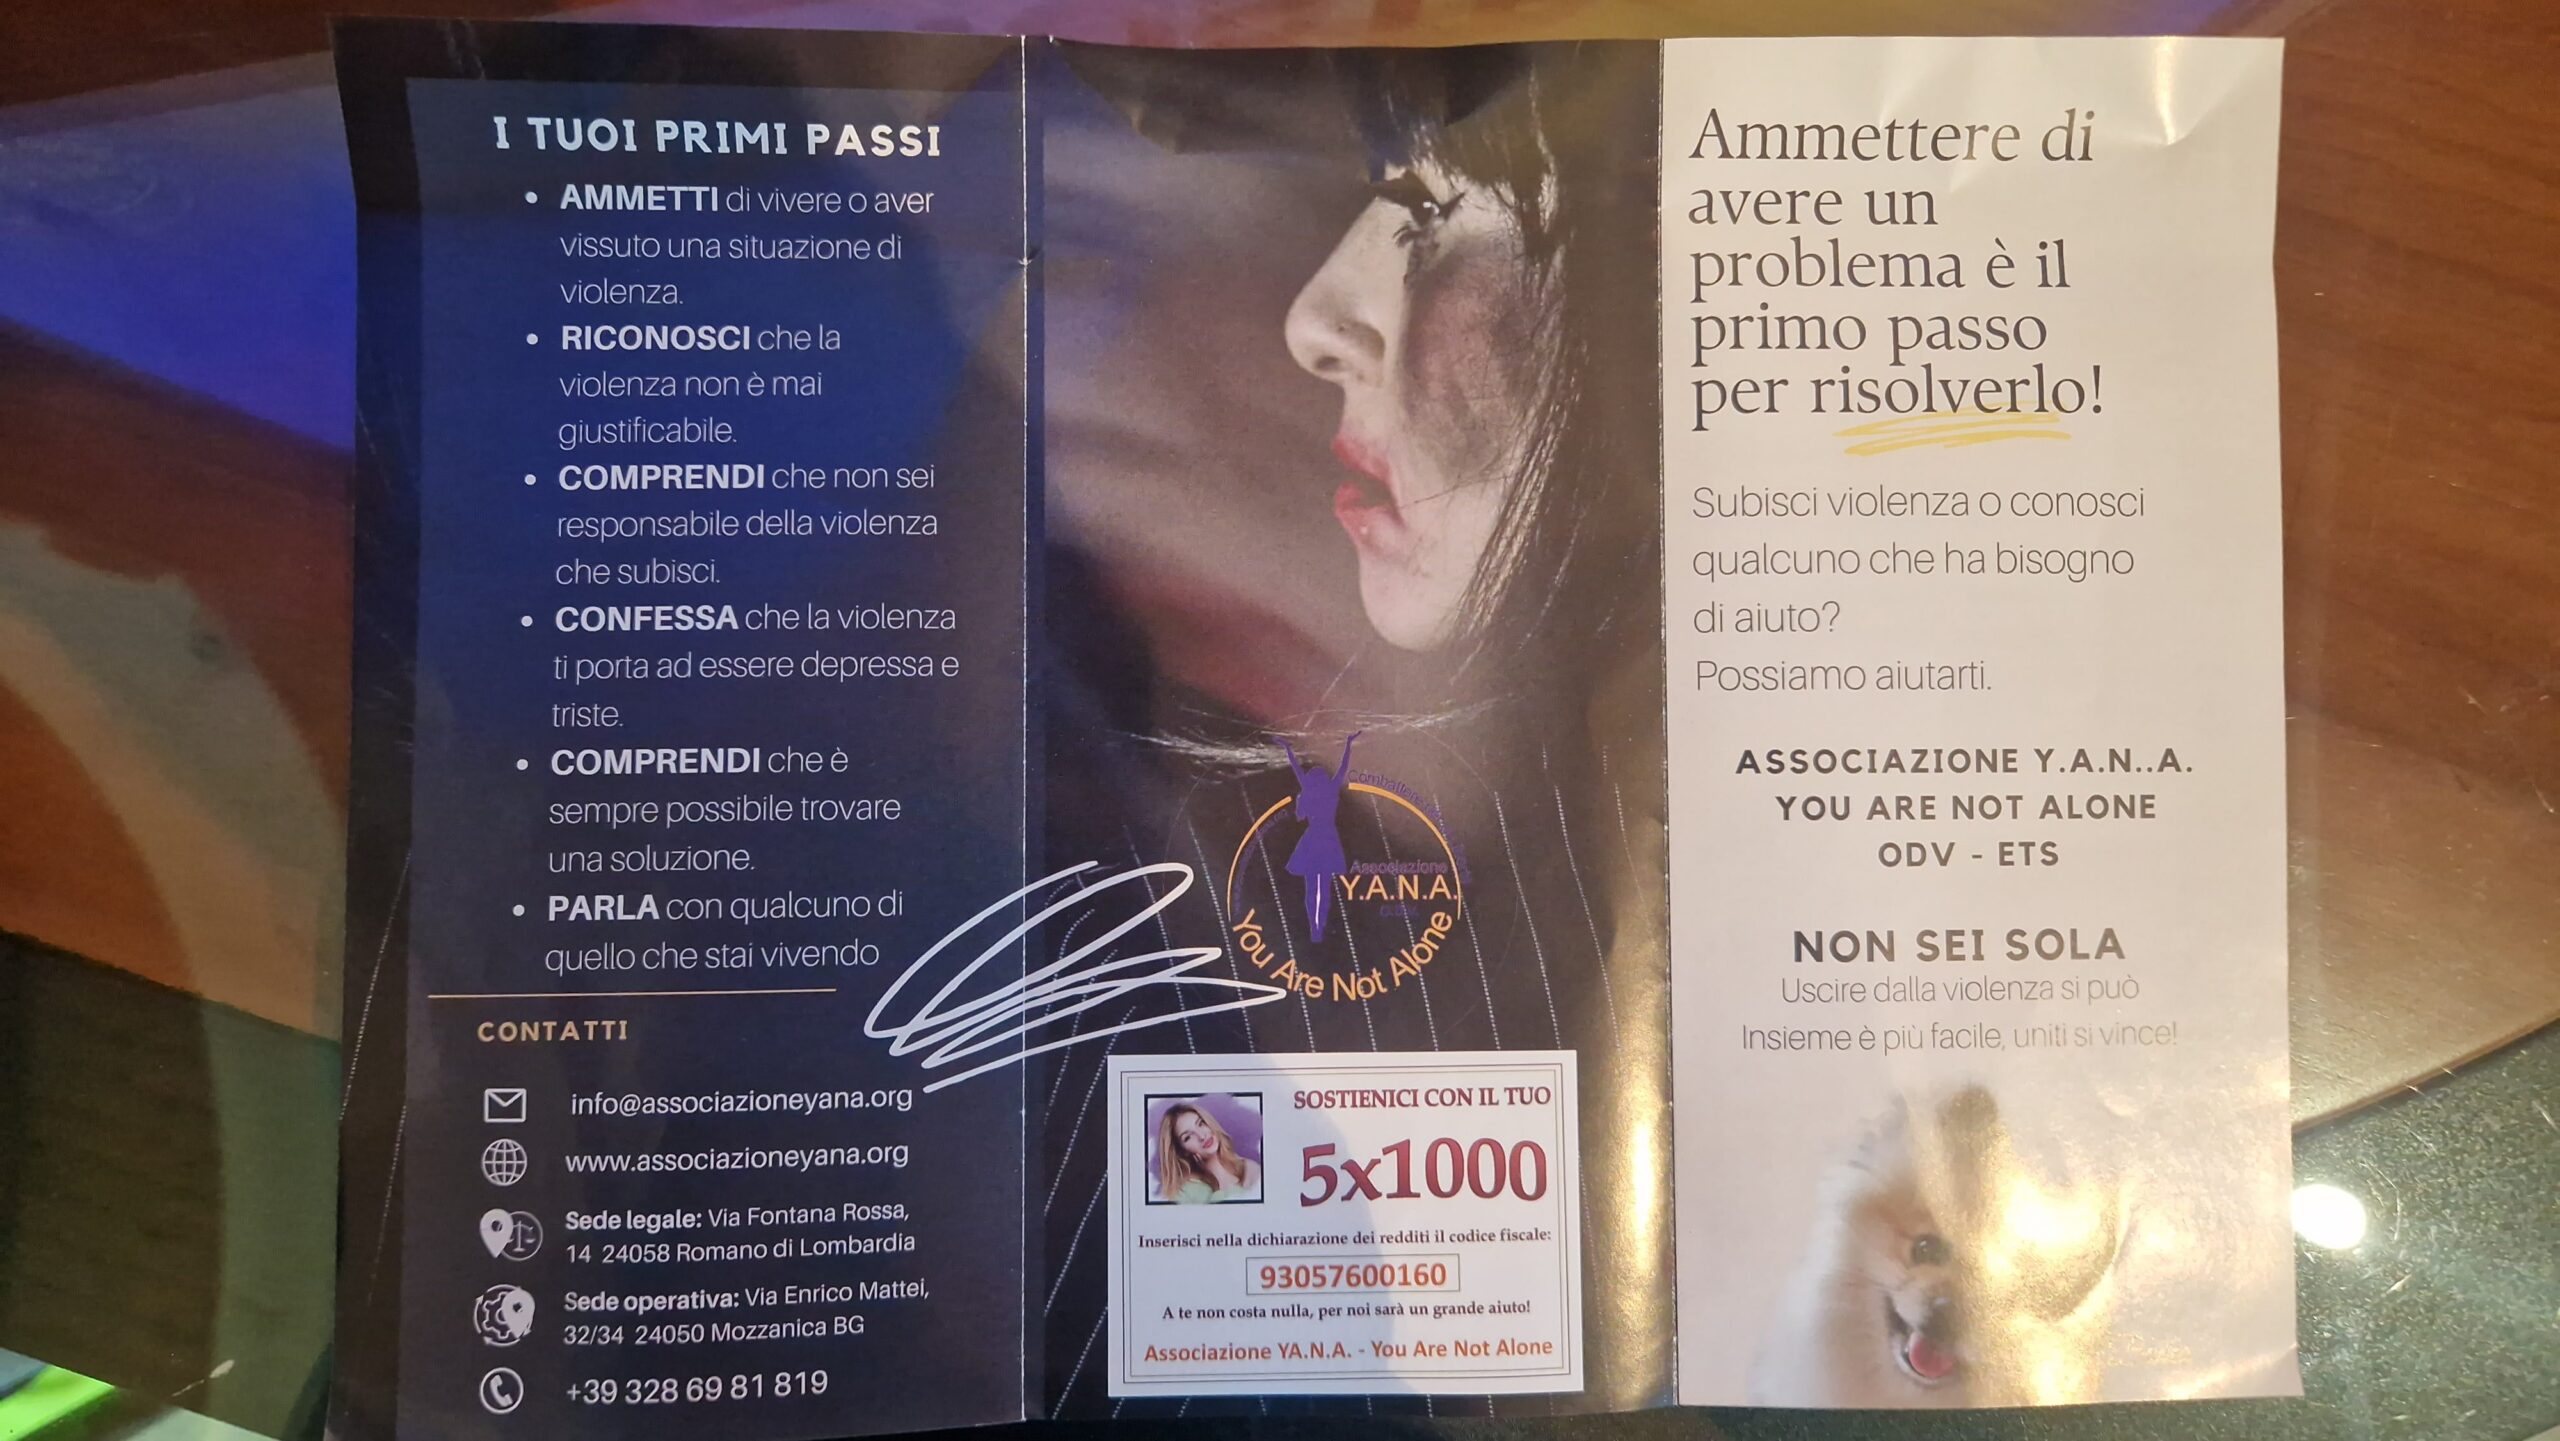 I TUOI PRIMI PASSI
• AMMETTI di vivere o aver
vissuto una situazione di
violenza.
• RICONOSCI che la
violenza non è mai
giustificabile.
• COMPRENDI che non sei
responsabile della violenza
che subisci.
• CONFESSA che la violenza
ti porta ad essere depressa e
triste.
• COMPRENDI che è
sempre possibile trovare
una soluzione.
• PARLA con qualcuno di
quello che stai vivendo
CONTATTI
info@associazioneyana.org
www.associazioneyana.org
Sede legale: Via Fontana Rossa,
14 24058 Romano di Lombardia
Sede operativa: Via Enrico Mattei,
32/34 24050 Mozzanica BG
+39 328 69 81 819
Combattere
Associazione
Y.A.N.A.
You Are Not Alone
SOSTIENICI CON IL TUO
5x1000
Inserisci nella dichiarazione dei redditi il codice fiscale:
93057600160
A te non costa nulla, per noi sarà un grande aiuto!
Associazione YA.N.A. - You Are Not Alone
Ammettere di
avere un
problema è il
primo passo
per risolverlo!
Subisci violenza o conosci
qualcuno che ha bisogno
di aiuto?
Possiamo aiutarti.
ASSOCIAZIONE Y.A.N..A.
YOU ARE NOT ALONE
ODV - ETS
NON SEI SOLA
Uscire dalla violenza si può
Insieme è più facile, uniti si vince!